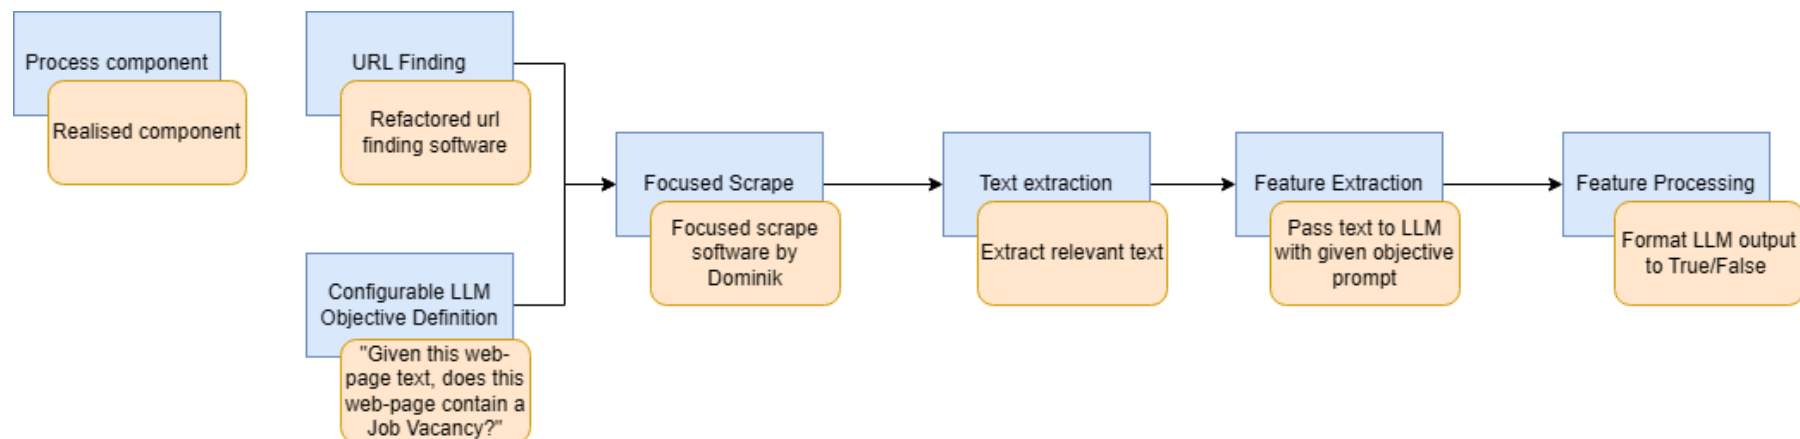 Process component
Realised component
URL Finding
Refactored url
finding software
Configurable LLM
Objective Definition
"Given this web-
page text, does this
web-page contain a
Job Vacancy?"
Focused Scrape
Focused scrape
software by
Dominik
Text extraction
Extract relevant text
Feature Extraction
Pass text to LLM
with given objective
prompt
Feature Processing
Format LLM output
to True/False